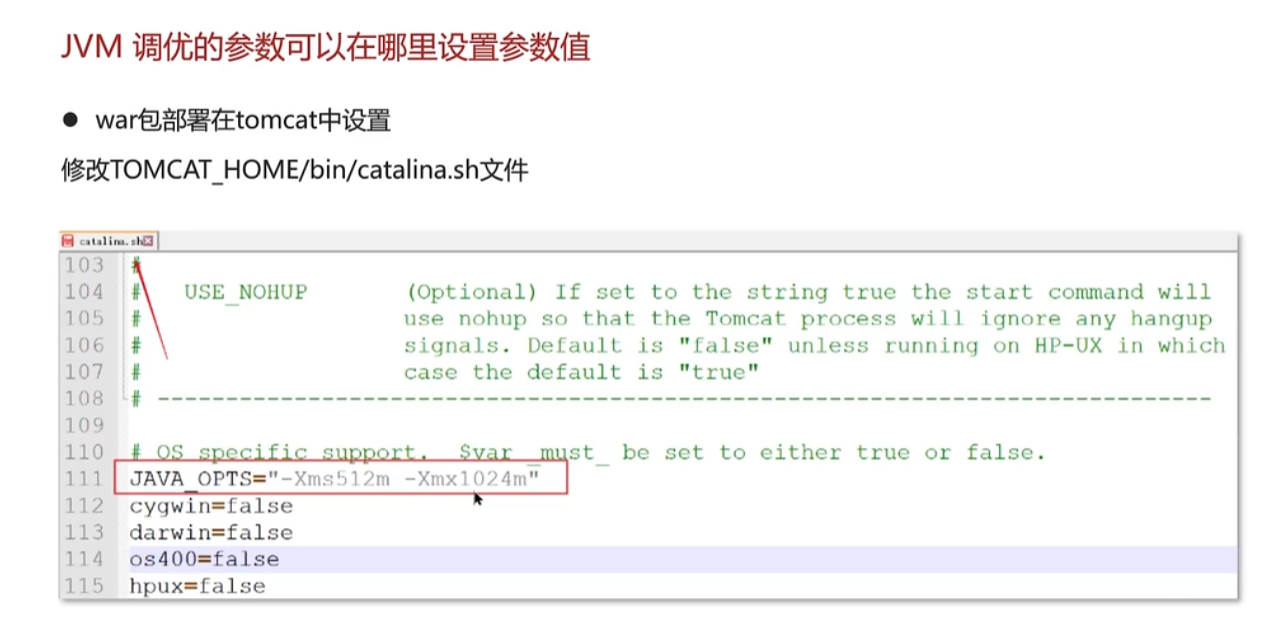 JVM 调优的参数可以在哪里设置参数值
● war包部署在tomcat中设置
修改TOMCAT_HOME/bin/catalina.sh文件
catalina.sh
103 #
104 # USE_NOHUP (Optional) If set to the string true the start command will
105 # use nohup so that the Tomcat process will ignore any hangup
106 # signals. Default is "false" unless running on HP-UX in which
107 # case the default is "true"
108 # -----------------------------------------------------------------------------
109
110 # OS specific support. $var _must_ be set to either true or false.
111 JAVA_OPTS="-Xms512m -Xmx1024m"
112 cygwin=false
113 darwin=false
114 os400=false
115 hpux=false